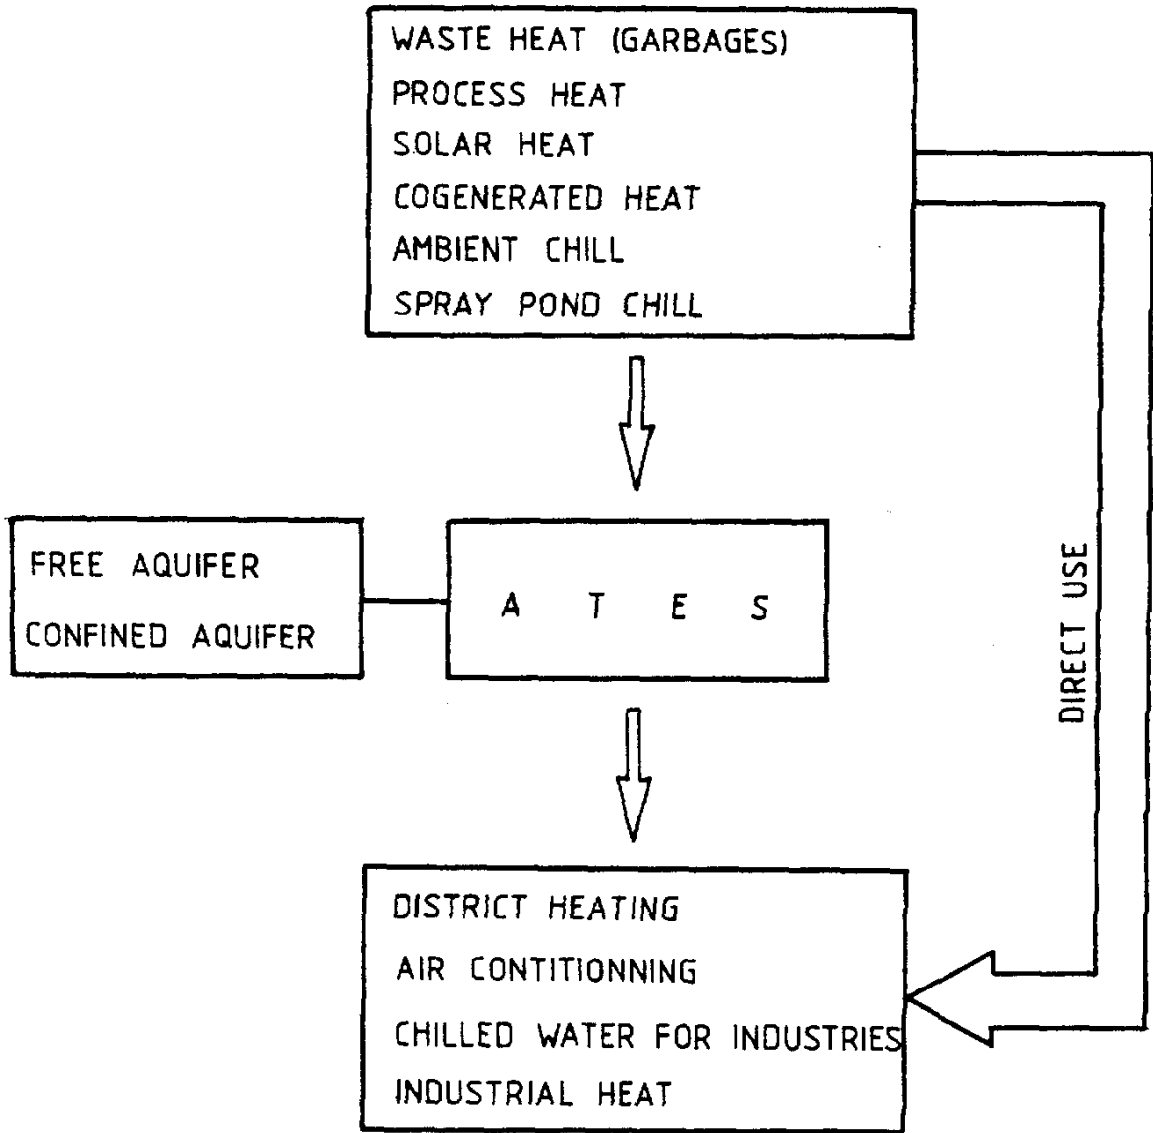 WASTE HEAT (GARBAGES)
PROCESS HEAT
SOLAR HEAT
COGENERATED HEAT
AMBIENT CHILL
SPRAY POND CHILL
FREE AQUIFER
CONFINED AQUIFER
A T E S
DIRECT USE
DISTRICT HEATING
AIR CONTITIONNING
CHILLED WATER FOR INDUSTRIES
INDUSTRIAL HEAT